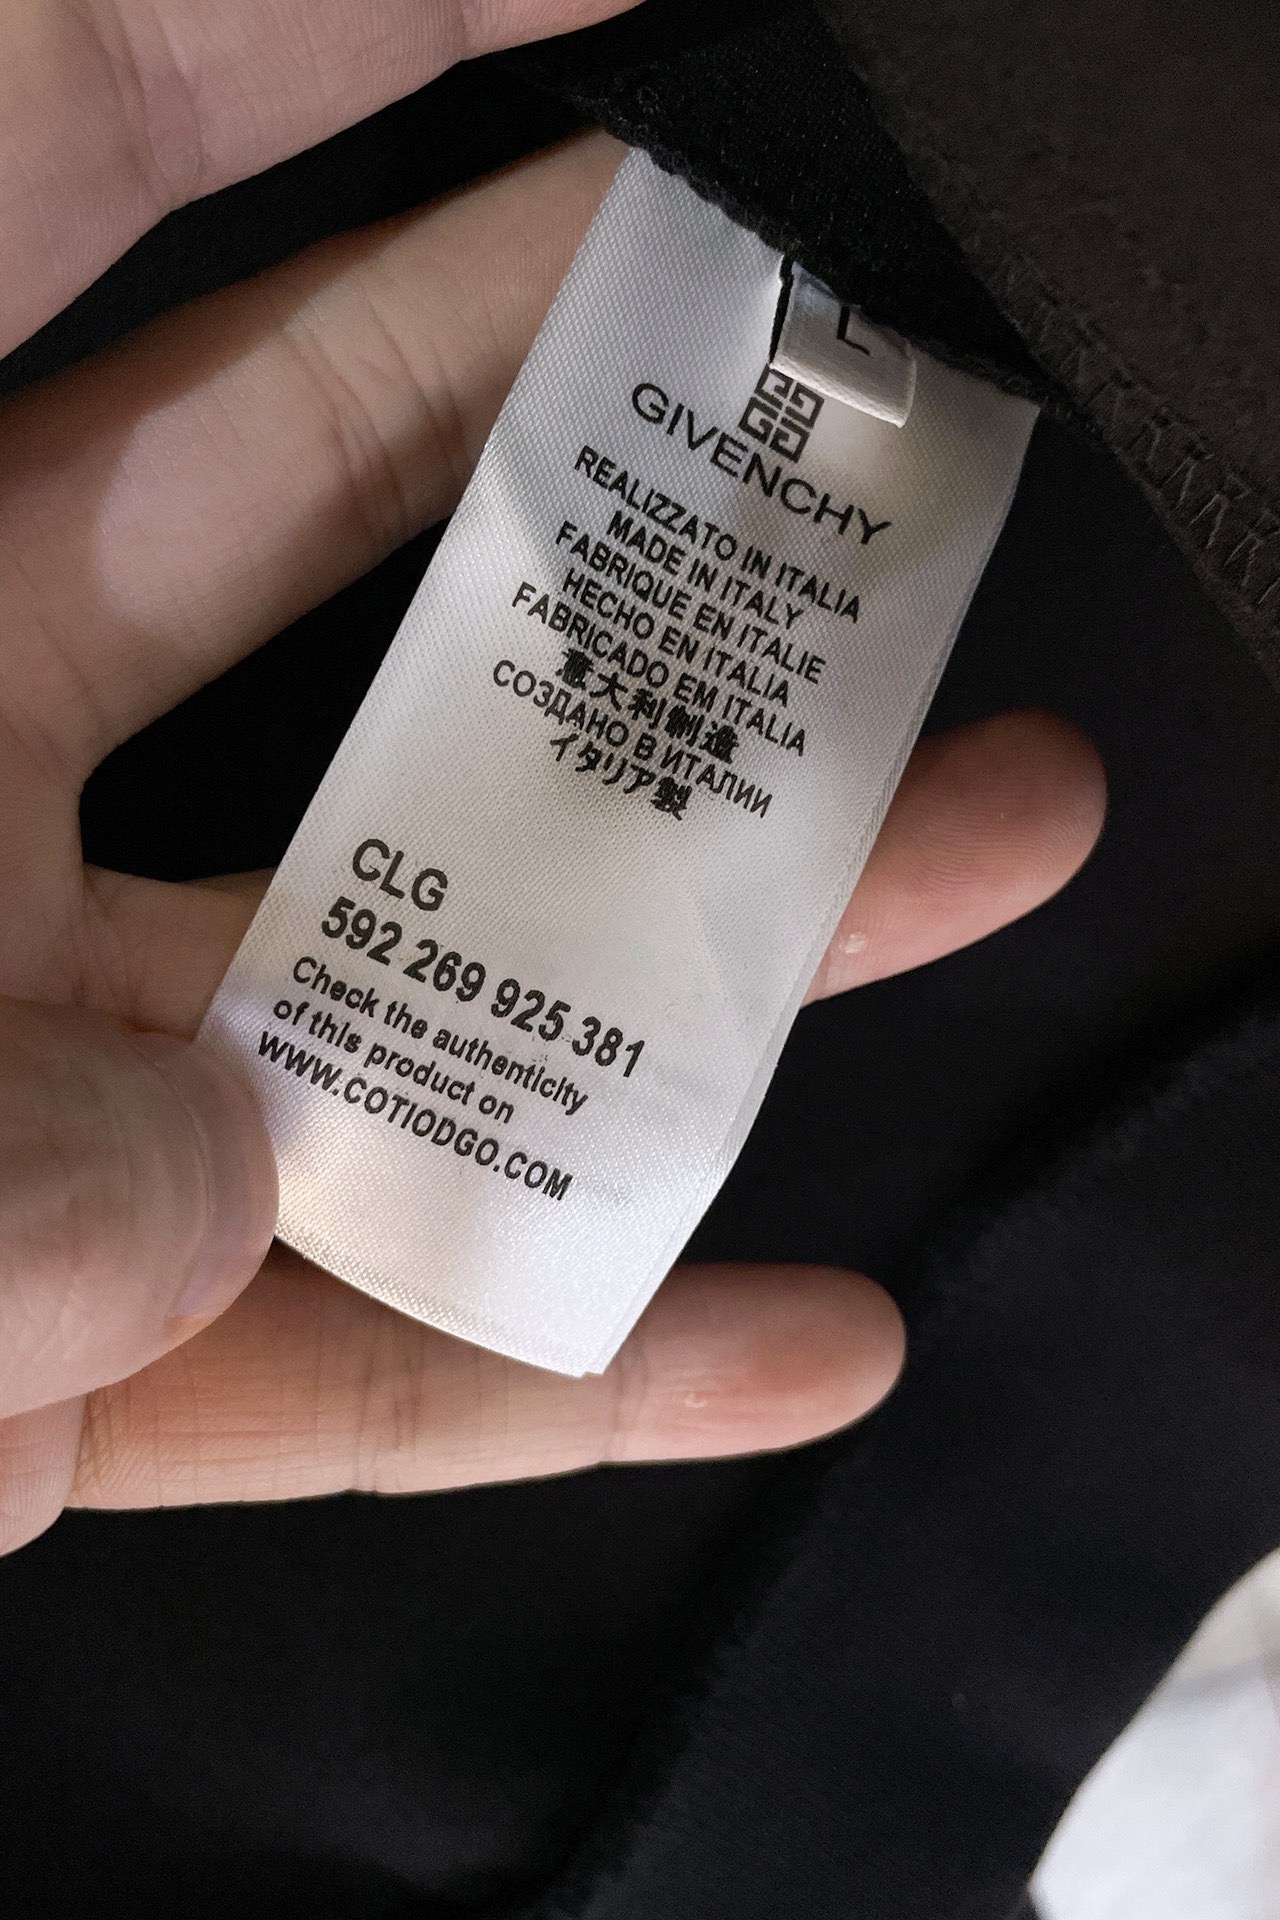 L
GIVENCHY
REALIZZATO IN ITALIA
MADE IN ITALY
FABRIQUE EN ITALIE
HECHO EN ITALIA
FABRICADO EM ITALIA
意大利制造
СОЗДАНО В ИТАЛИИ
イタリア製
CLG
592 269 925 381
Check the authenticity
of this product on
WWW.COTIODGO.COM